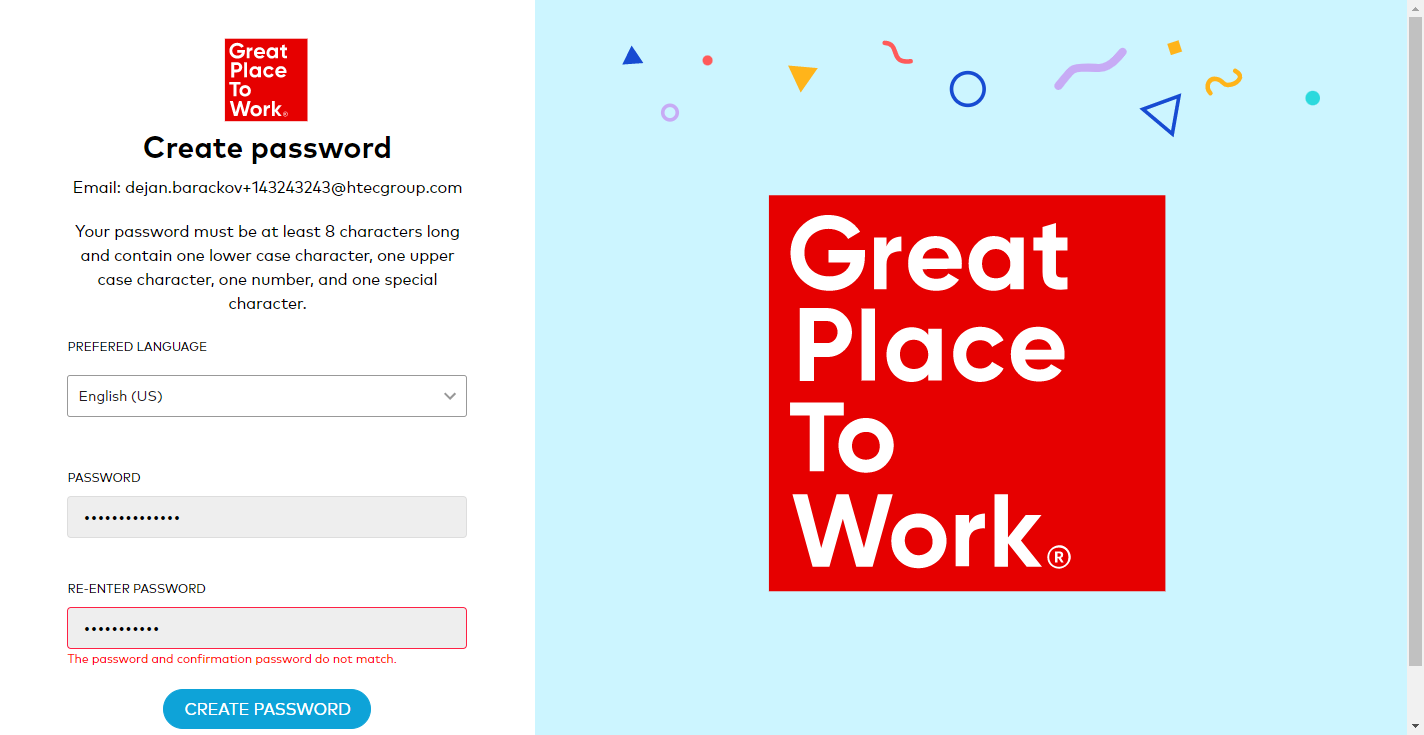 Great
Place
To
Work®
Create password
Email: dejan.barackov+143243243@htecgroup.com
Your password must be at least 8 characters long
and contain one lower case character, one upper
case character, one number, and one special
character.
PREFERED LANGUAGE
English (US)
PASSWORD
RE-ENTER PASSWORD
The password and confirmation password do not match.
CREATE PASSWORD
Great
Place
To
Work®